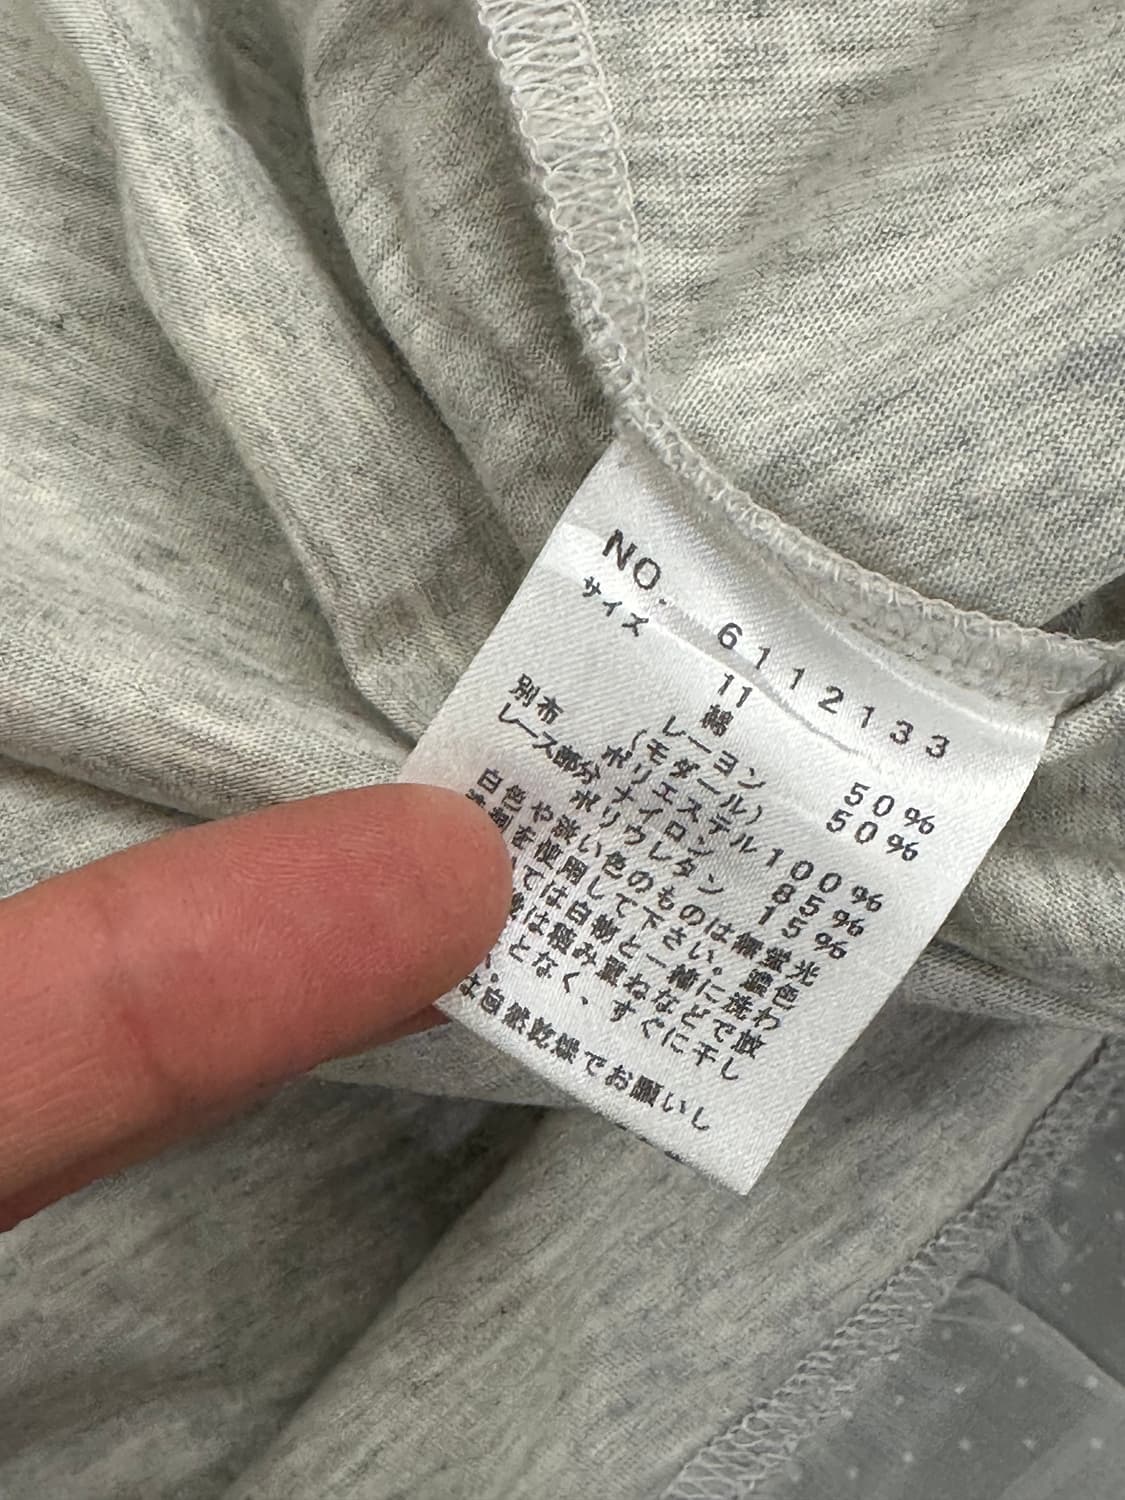 NO. 6112133
サイズ 11
綿 50%
レーヨン 50%
(モダール)
別布 ポリエステル 100%
レース部分 ナイロン 85%
ポリウレタン 15%
白色や淡い色のものは無蛍光
洗剤を使用して下さい。濃色
ては白物と一緒に洗わ
後は積み重ねなどで放
となく、すぐに干し
。
は自然乾燥でお願いし